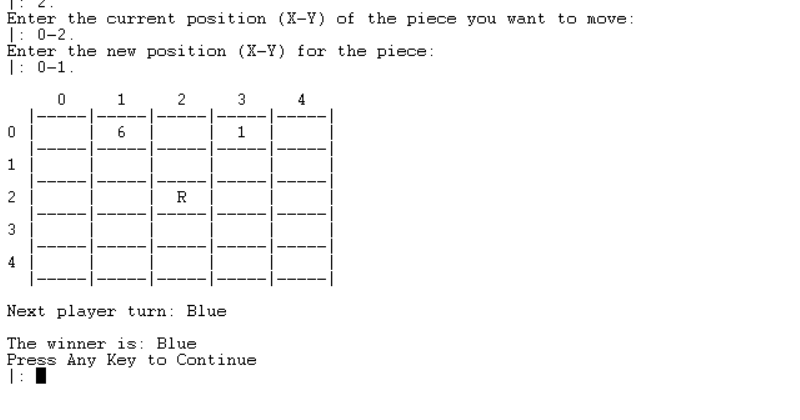 |: 2.
Enter the current position (X-Y) of the piece you want to move:
|: 0-2.
Enter the new position (X-Y) for the piece:
|: 0-1.
0 1 2 3 4
|-----|-----|-----|-----|-----|
0 | | 6 | | 1 | |
|-----|-----|-----|-----|-----|
1 | | | | | |
|-----|-----|-----|-----|-----|
2 | | | R | | |
|-----|-----|-----|-----|-----|
3 | | | | | |
|-----|-----|-----|-----|-----|
4 | | | | | |
|-----|-----|-----|-----|-----|
Next player turn: Blue
The winner is: Blue
Press Any Key to Continue
|: